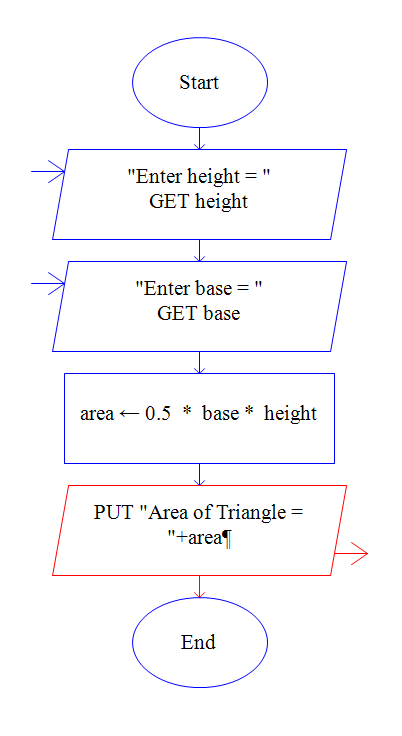 Start
"Enter height = "
GET height
"Enter base = "
GET base
area ← 0.5 * base * height
PUT "Area of Triangle =
"+area¶
End